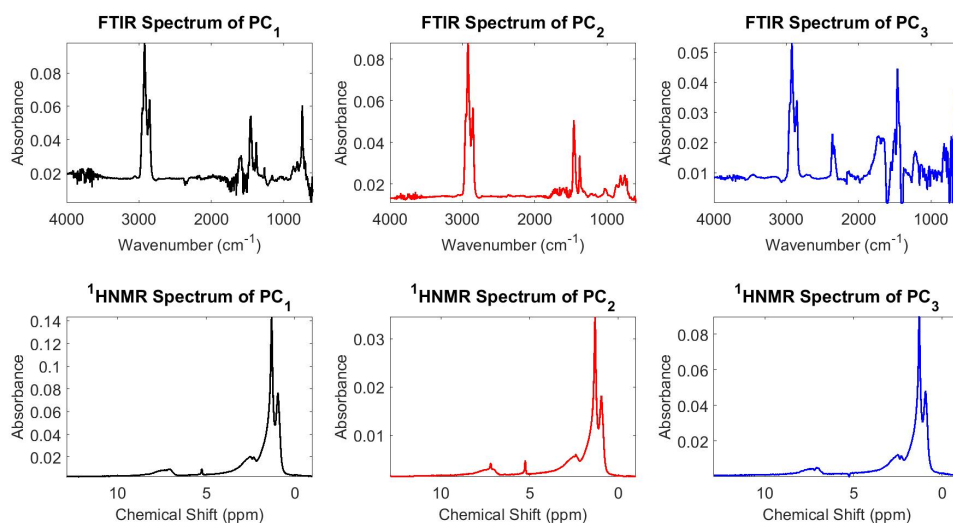 FTIR Spectrum of PC1
FTIR Spectrum of PC2
FTIR Spectrum of PC3
Absorbance
0.08
0.06
0.04
0.02
4000 3000 2000 1000
Wavenumber (cm-1)
Absorbance
0.08
0.06
0.04
0.02
4000 3000 2000 1000
Wavenumber (cm-1)
Absorbance
0.05
0.04
0.03
0.02
0.01
4000 3000 2000 1000
Wavenumber (cm-1)
1HNMR Spectrum of PC1
1HNMR Spectrum of PC2
1HNMR Spectrum of PC3
Absorbance
0.14
0.12
0.1
0.08
0.06
0.04
0.02
10 5 0
Chemical Shift (ppm)
Absorbance
0.03
0.02
0.01
10 5 0
Chemical Shift (ppm)
Absorbance
0.08
0.06
0.04
0.02
10 5 0
Chemical Shift (ppm)